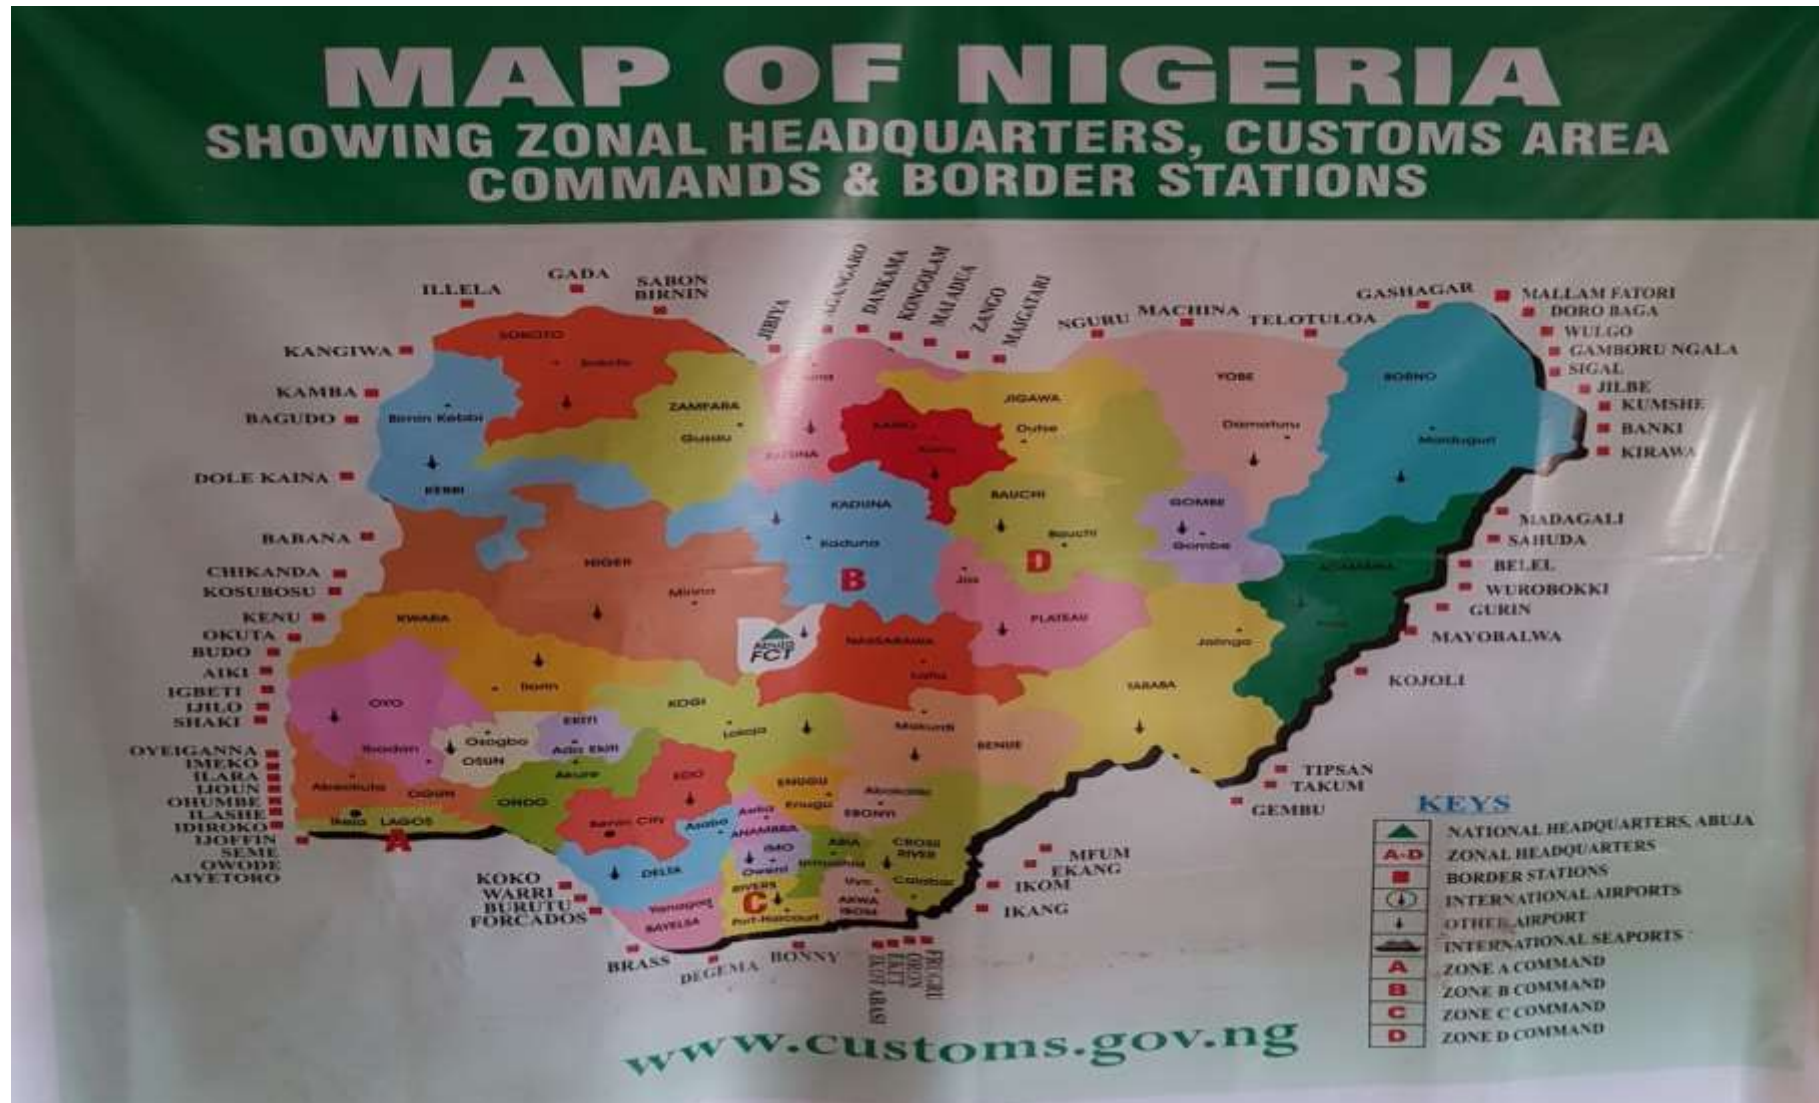 MAP OF NIGERIA
SHOWING ZONAL HEADQUARTERS, CUSTOMS AREA
COMMANDS & BORDER STATIONS
ILLELA
GADA
SABON
BIRNIN
JIBIYA
DANKAMA
KONGOLAM
MAI ADUA
ZANGO
MAIGATARI
NGURU
MACHINA
TELOTULOA
GASHAGAR
MALLAM FATORI
DORO BAGA
WULGO
GAMBORU NGALA
SIGAL
JILBE
KUMSHE
BANKI
KIRAWA
MADAGALI
SAHUDA
BELEL
WUROBOKKI
GURIN
MAYOBALWA
KOJOLI
TIPSAN
TAKUM
GEMBU
MFUM
EKANG
IKOM
IKANG
KANGIWA
KAMBA
BAGUDO
DOLE KAINA
BABANA
CHIKANDA
KOSUBOSU
KENU
OKUTA
BUDO
AIKI
IGBETI
IJILO
SHAKI
OYEIGANNA
IMEKO
ILARA
IJOUN
OHUMBE
ILASHE
IDIROKO
IJOFFIN
SEME
OWODE
AIYETORO
KOKO
WARRI
BURUTU
FORCADOS
BRASS
DEGEMA
BONNY
IKOT ABASI
EKET
ORON
SOKOTO
Sokoto
Birnin Kebbi
KEBBI
ZAMFARA
Gusau
KATSINA
KANO
Kano
JIGAWA
Dutse
YOBE
Damaturu
BORNO
Maiduguri
BAUCHI
Bauchi
D
GOMBE
Gombe
ADAMAWA
KADUNA
Kaduna
B
NIGER
Minna
Abuja
FCT
Jos
PLATEAU
NASSARAWA
Lafia
Jalingo
TARABA
KWARA
Ilorin
OYO
Ibadan
Osogbo
OSUN
EKITI
Ado Ekiti
KOGI
Lokoja
Makurdi
BENUE
Abeokuta
OGUN
Ikeja
LAGOS
A
Akure
ONDO
EDO
Benin City
ENUGU
Enugu
Abakaliki
EBONYI
Asaba
Awka
ANAMBRA
IMO
Owerri
ABIA
Umuahia
CROSS
RIVER
Calabar
DELTA
Yenagoa
BAYELSA
RIVERS
C
Port-Harcourt
Uyo
AKWA
IBOM
KEYS
NATIONAL HEADQUARTERS, ABUJA
A-D ZONAL HEADQUARTERS
BORDER STATIONS
INTERNATIONAL AIRPORTS
OTHER AIRPORT
INTERNATIONAL SEAPORTS
A ZONE A COMMAND
B ZONE B COMMAND
C ZONE C COMMAND
D ZONE D COMMAND
www.customs.gov.ng